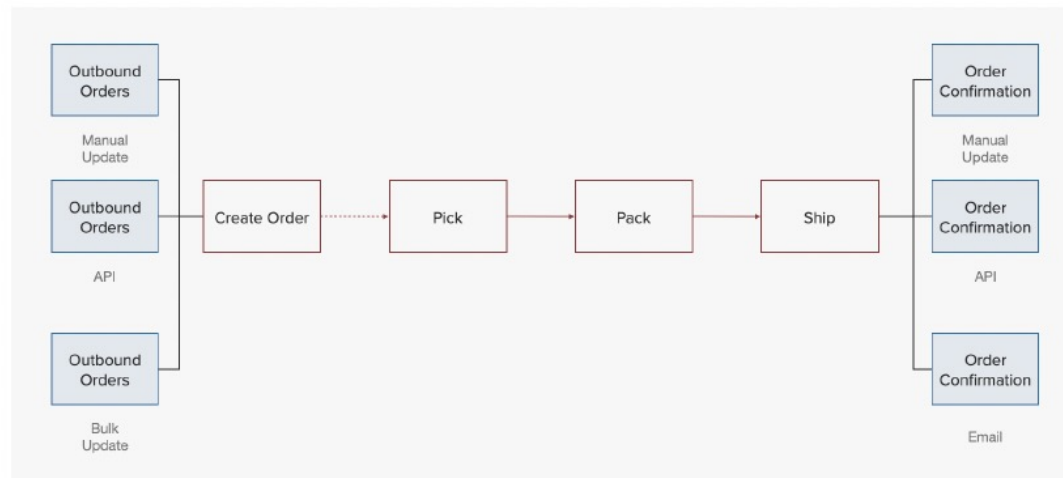 Outbound
Orders
Manual
Update
Outbound
Orders
API
Outbound
Orders
Bulk
Update
Create Order
Pick
Pack
Ship
Order
Confirmation
Manual
Update
Order
Confirmation
API
Order
Confirmation
Email